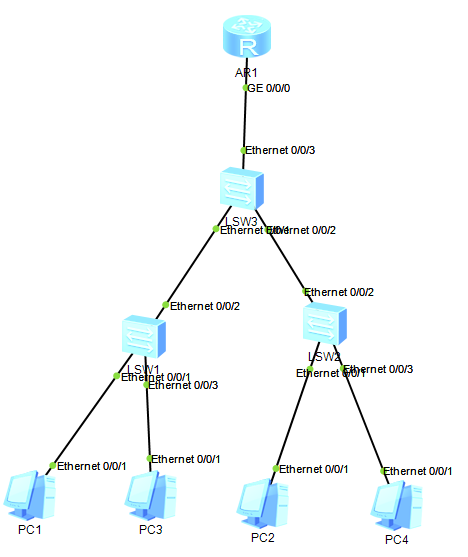 AR1
GE 0/0/0
Ethernet 0/0/3
LSW3
Ethernet 0/0/1
Ethernet 0/0/2
Ethernet 0/0/2
Ethernet 0/0/2
LSW1
LSW2
Ethernet 0/0/1
Ethernet 0/0/3
Ethernet 0/0/1
Ethernet 0/0/3
Ethernet 0/0/1
Ethernet 0/0/1
Ethernet 0/0/1
Ethernet 0/0/1
PC1
PC3
PC2
PC4